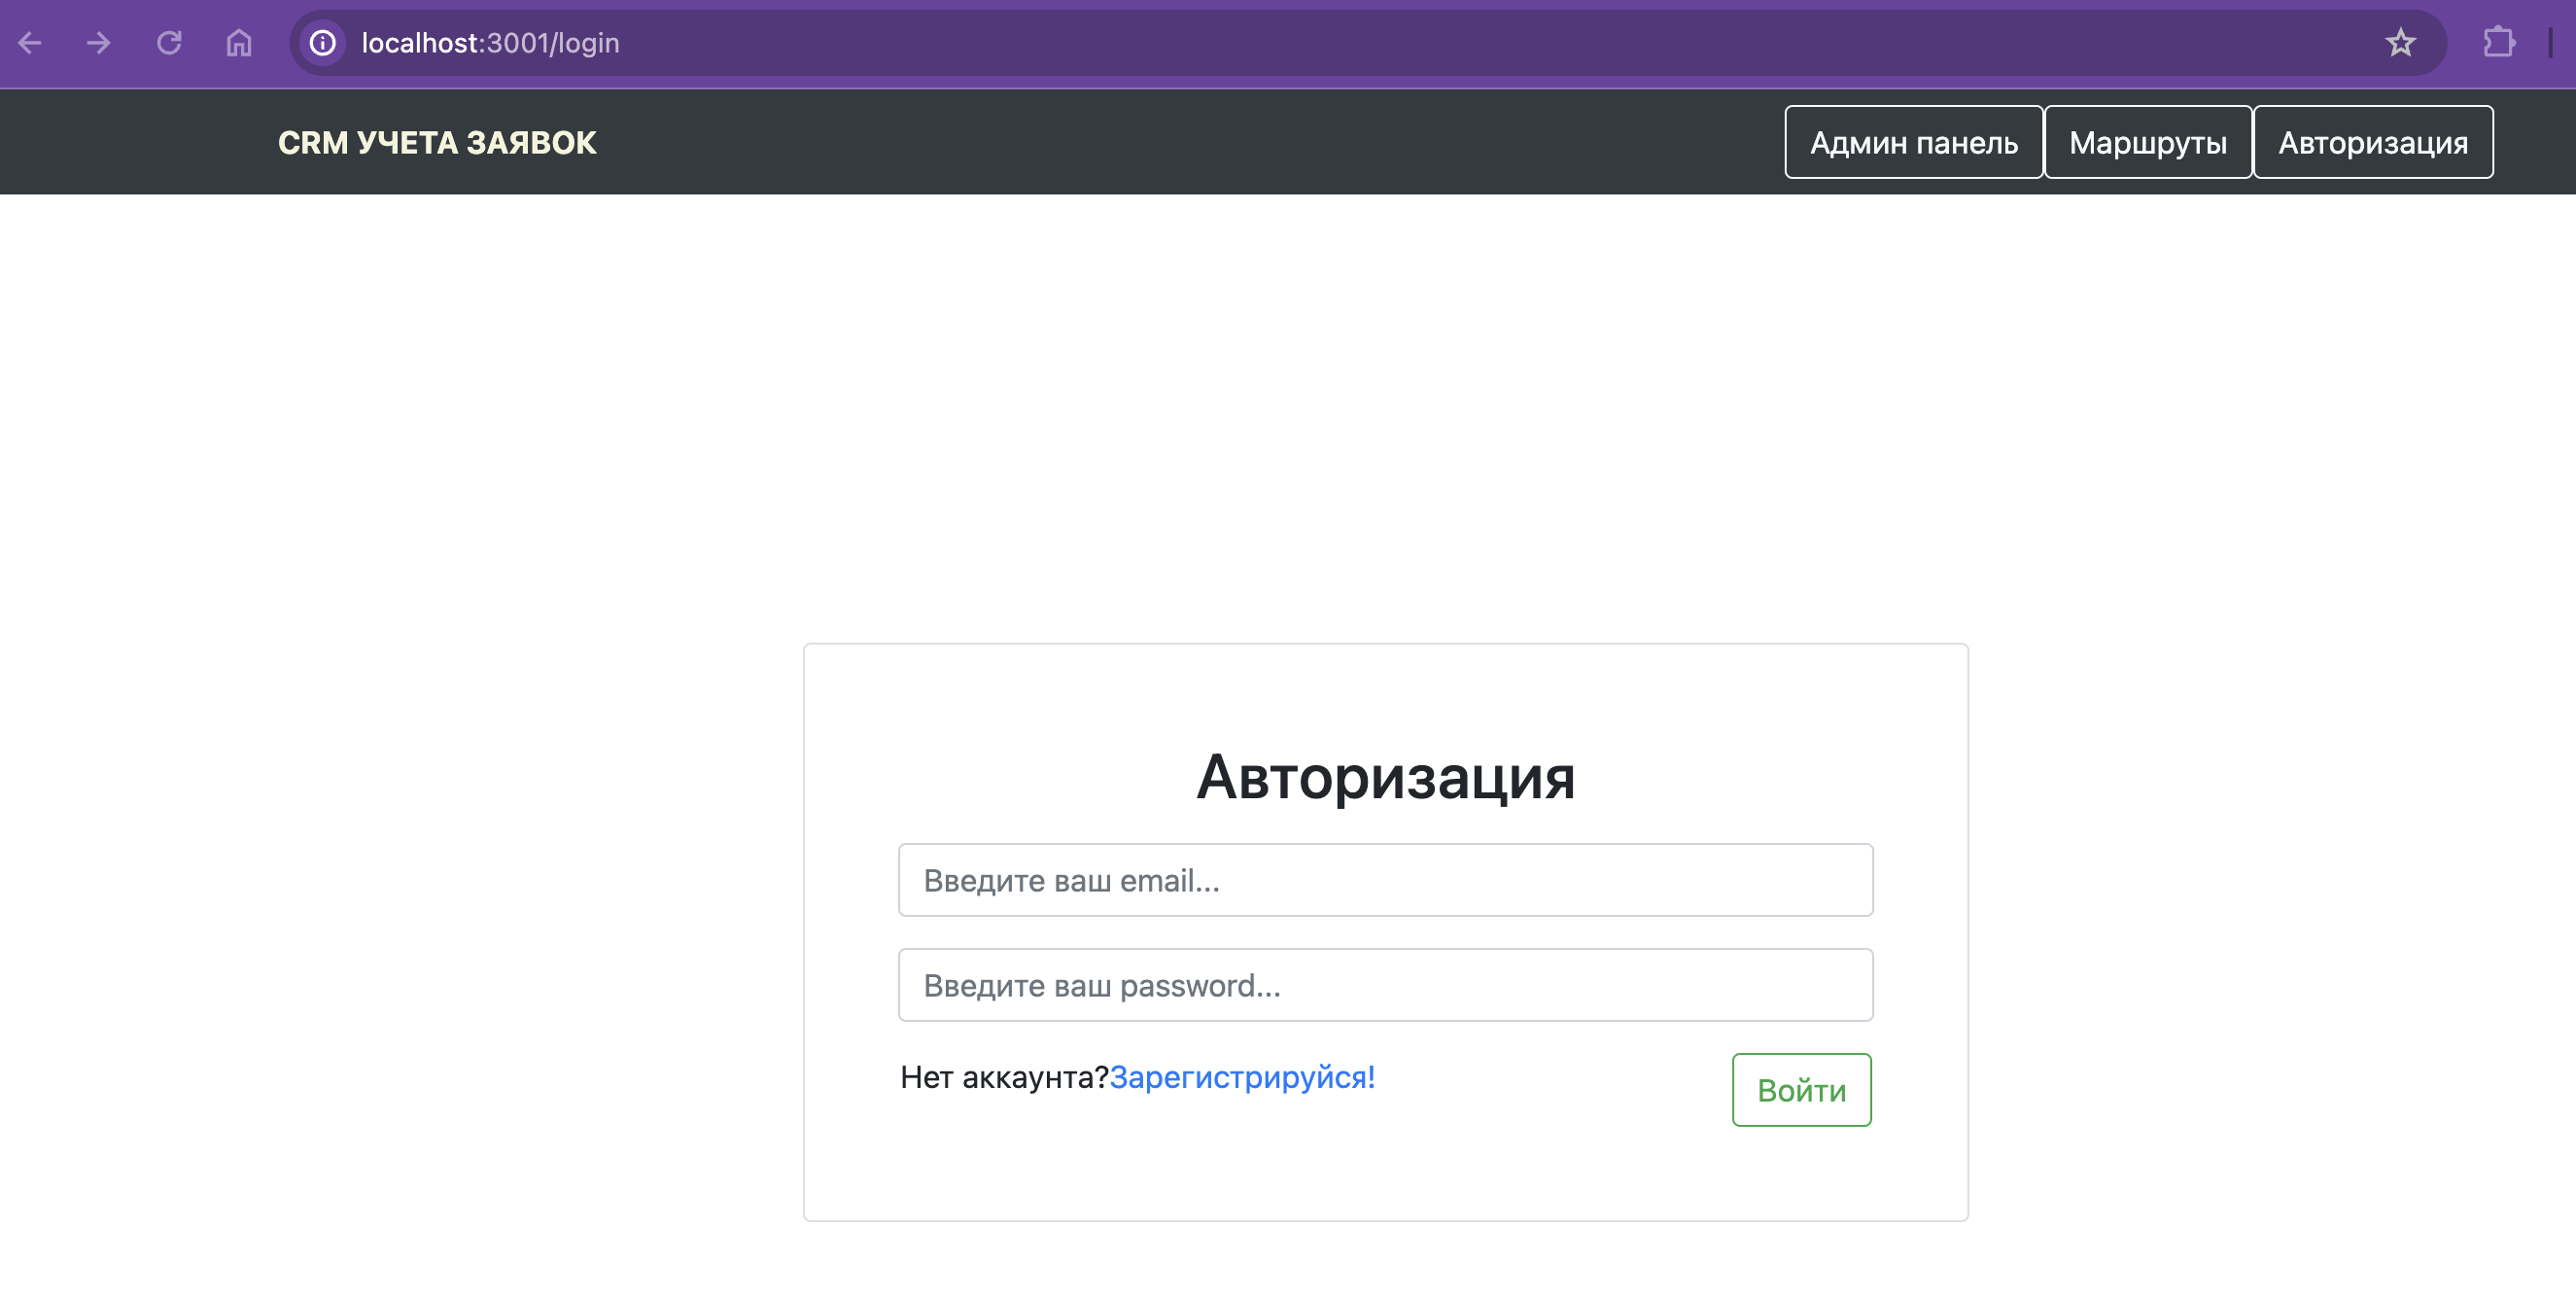 localhost:3001/login
CRM УЧЕТА ЗАЯВОК
Админ панель
Маршруты
Авторизация
Авторизация
Введите ваш email...
Введите ваш password...
Нет аккаунта?Зарегистрируйся!
Войти